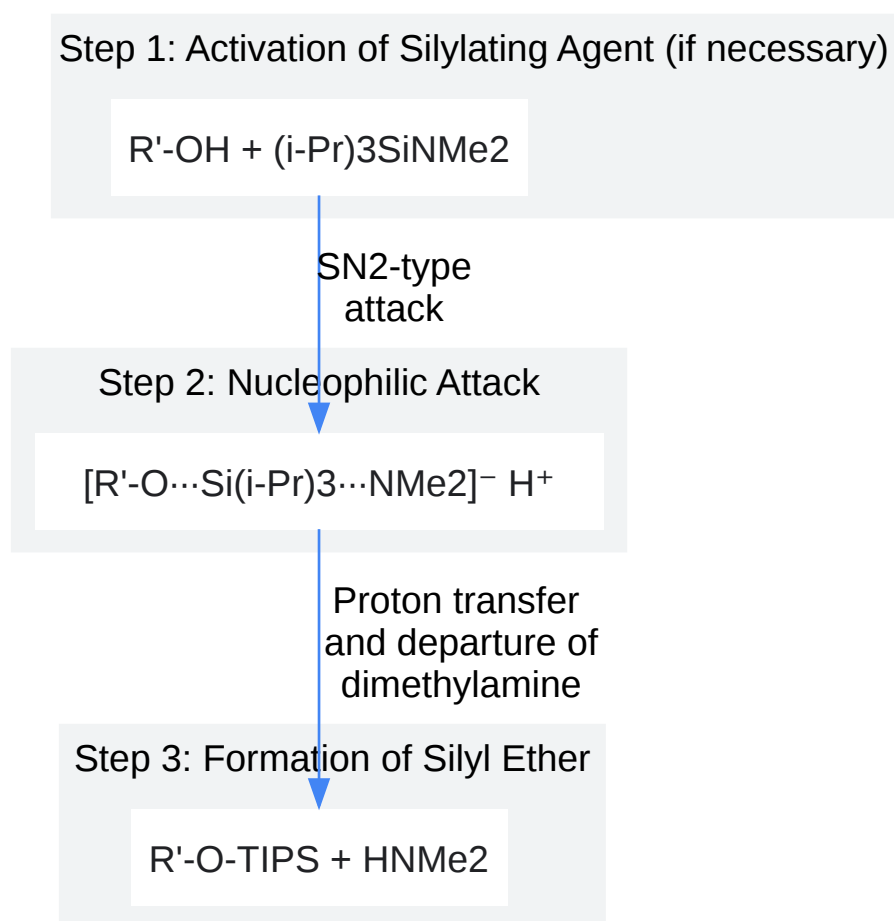 Step 1: Activation of Silylating Agent (if necessary)
R'-OH + (i-Pr)3SiNMe2
SN2-type
attack
Step 2: Nucleophilic Attack
[R'-O···Si(i-Pr)3···NMe2]⁻ H⁺
Proton transfer
and departure of
dimethylamine
Step 3: Formation of Silyl Ether
R'-O-TIPS + HNMe2